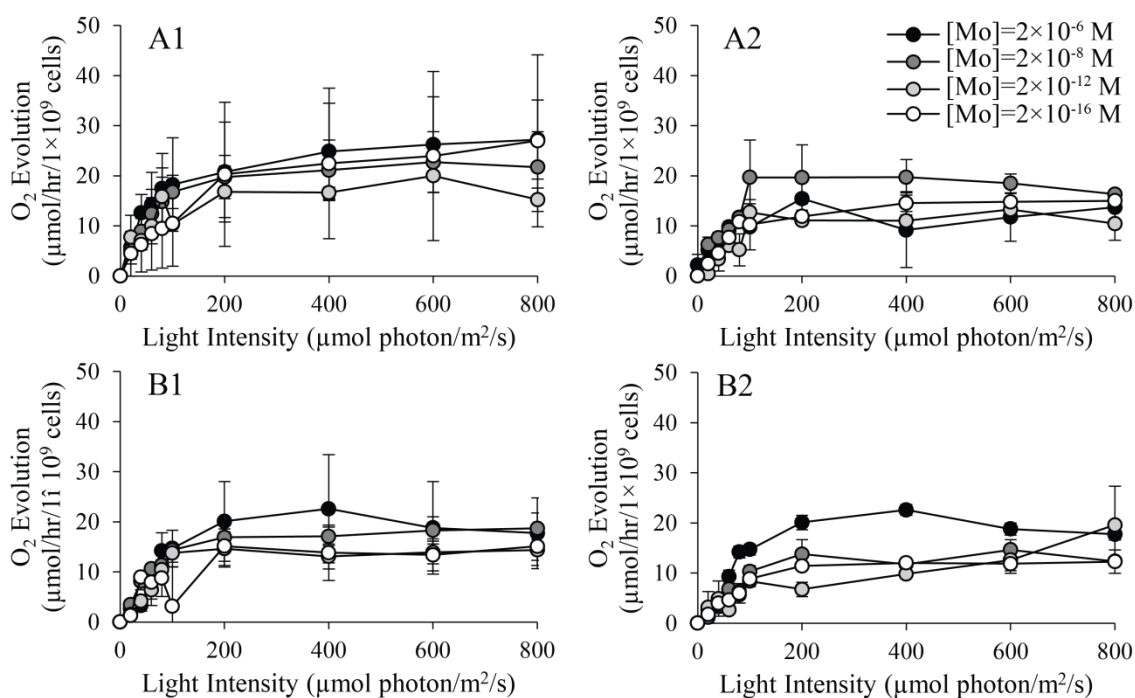 A1
50
40
30
20
10
0
O₂ Evolution
(µmol/hr/1×10⁹ cells)
0 200 400 600 800
Light Intensity (µmol photon/m²/s)
A2
[Mo]=2×10⁻⁶ M
[Mo]=2×10⁻⁸ M
[Mo]=2×10⁻¹² M
[Mo]=2×10⁻¹⁶ M
50
40
30
20
10
0
O₂ Evolution
(µmol/hr/1×10⁹ cells)
0 200 400 600 800
Light Intensity (µmol photon/m²/s)
B1
50
40
30
20
10
0
O₂ Evolution
(µmol/hr/1î 10⁹ cells)
0 200 400 600 800
Light Intensity (µmol photon/m²/s)
B2
50
40
30
20
10
0
O₂ Evolution
(µmol/hr/1×10⁹ cells)
0 200 400 600 800
Light Intensity (µmol photon/m²/s)